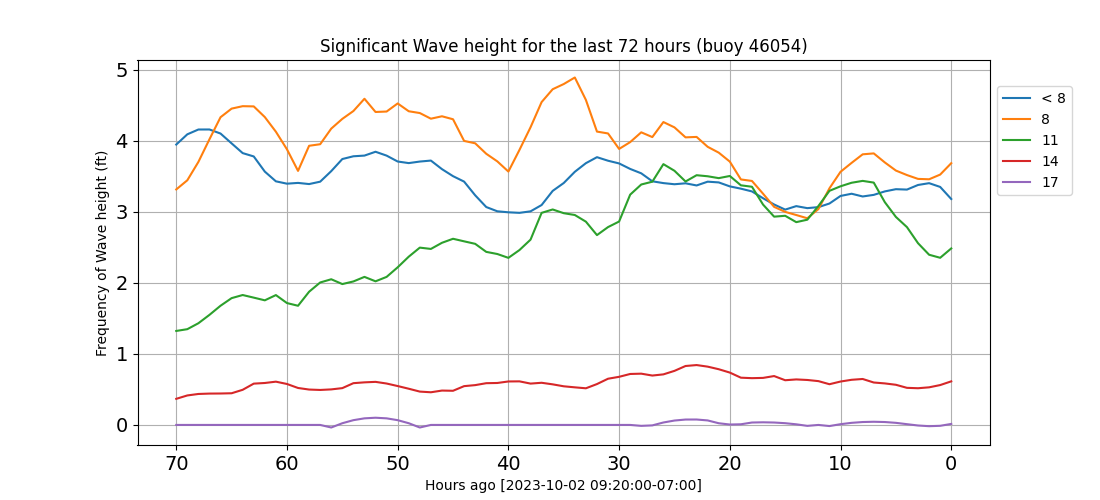 Significant Wave height for the last 72 hours (buoy 46054)
Frequency of Wave height (ft)
5
4
3
2
1
0
70 60 50 40 30 20 10 0
Hours ago [2023-10-02 09:20:00-07:00]
< 8
8
11
14
17